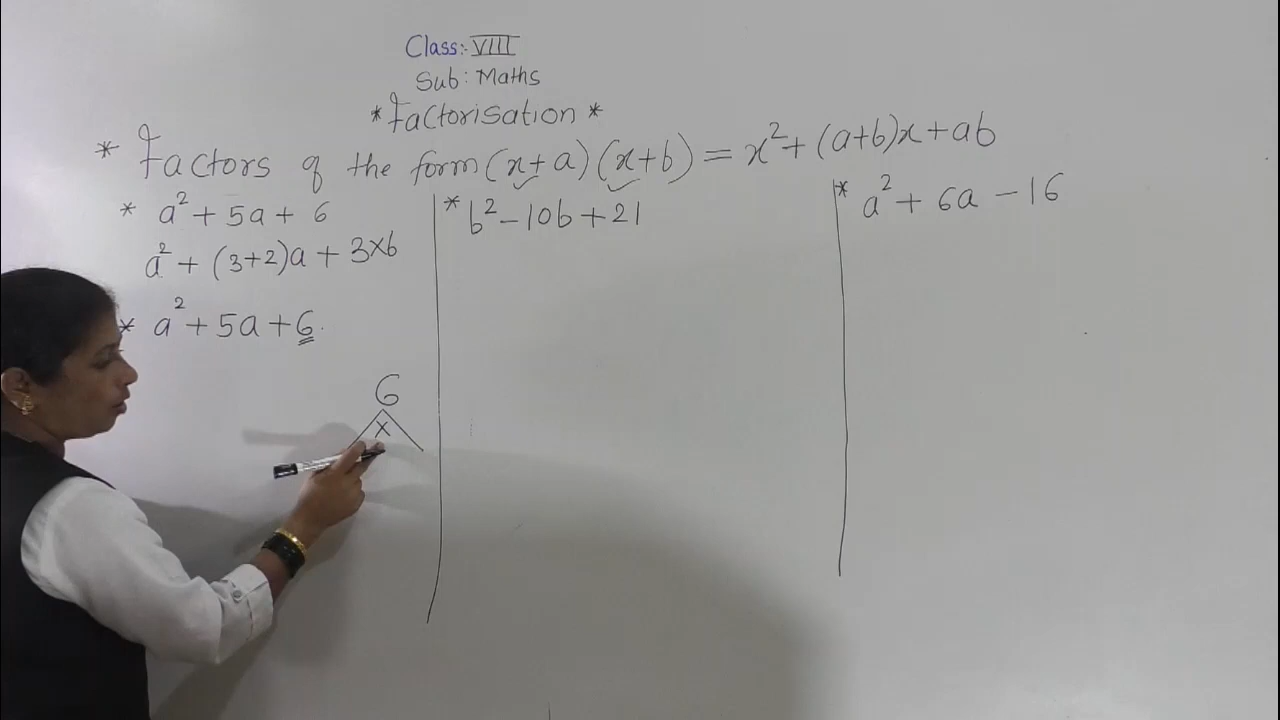 Class:- VIII
Sub: Maths
* Factorisation *
* Factors of the form (x+a)(x+b) = x² + (a+b)x + ab
* a² + 5a + 6
a² + (3+2)a + 3×6
* a² + 5a + 6.
6
×
* b² - 10b + 21
* a² + 6a - 16